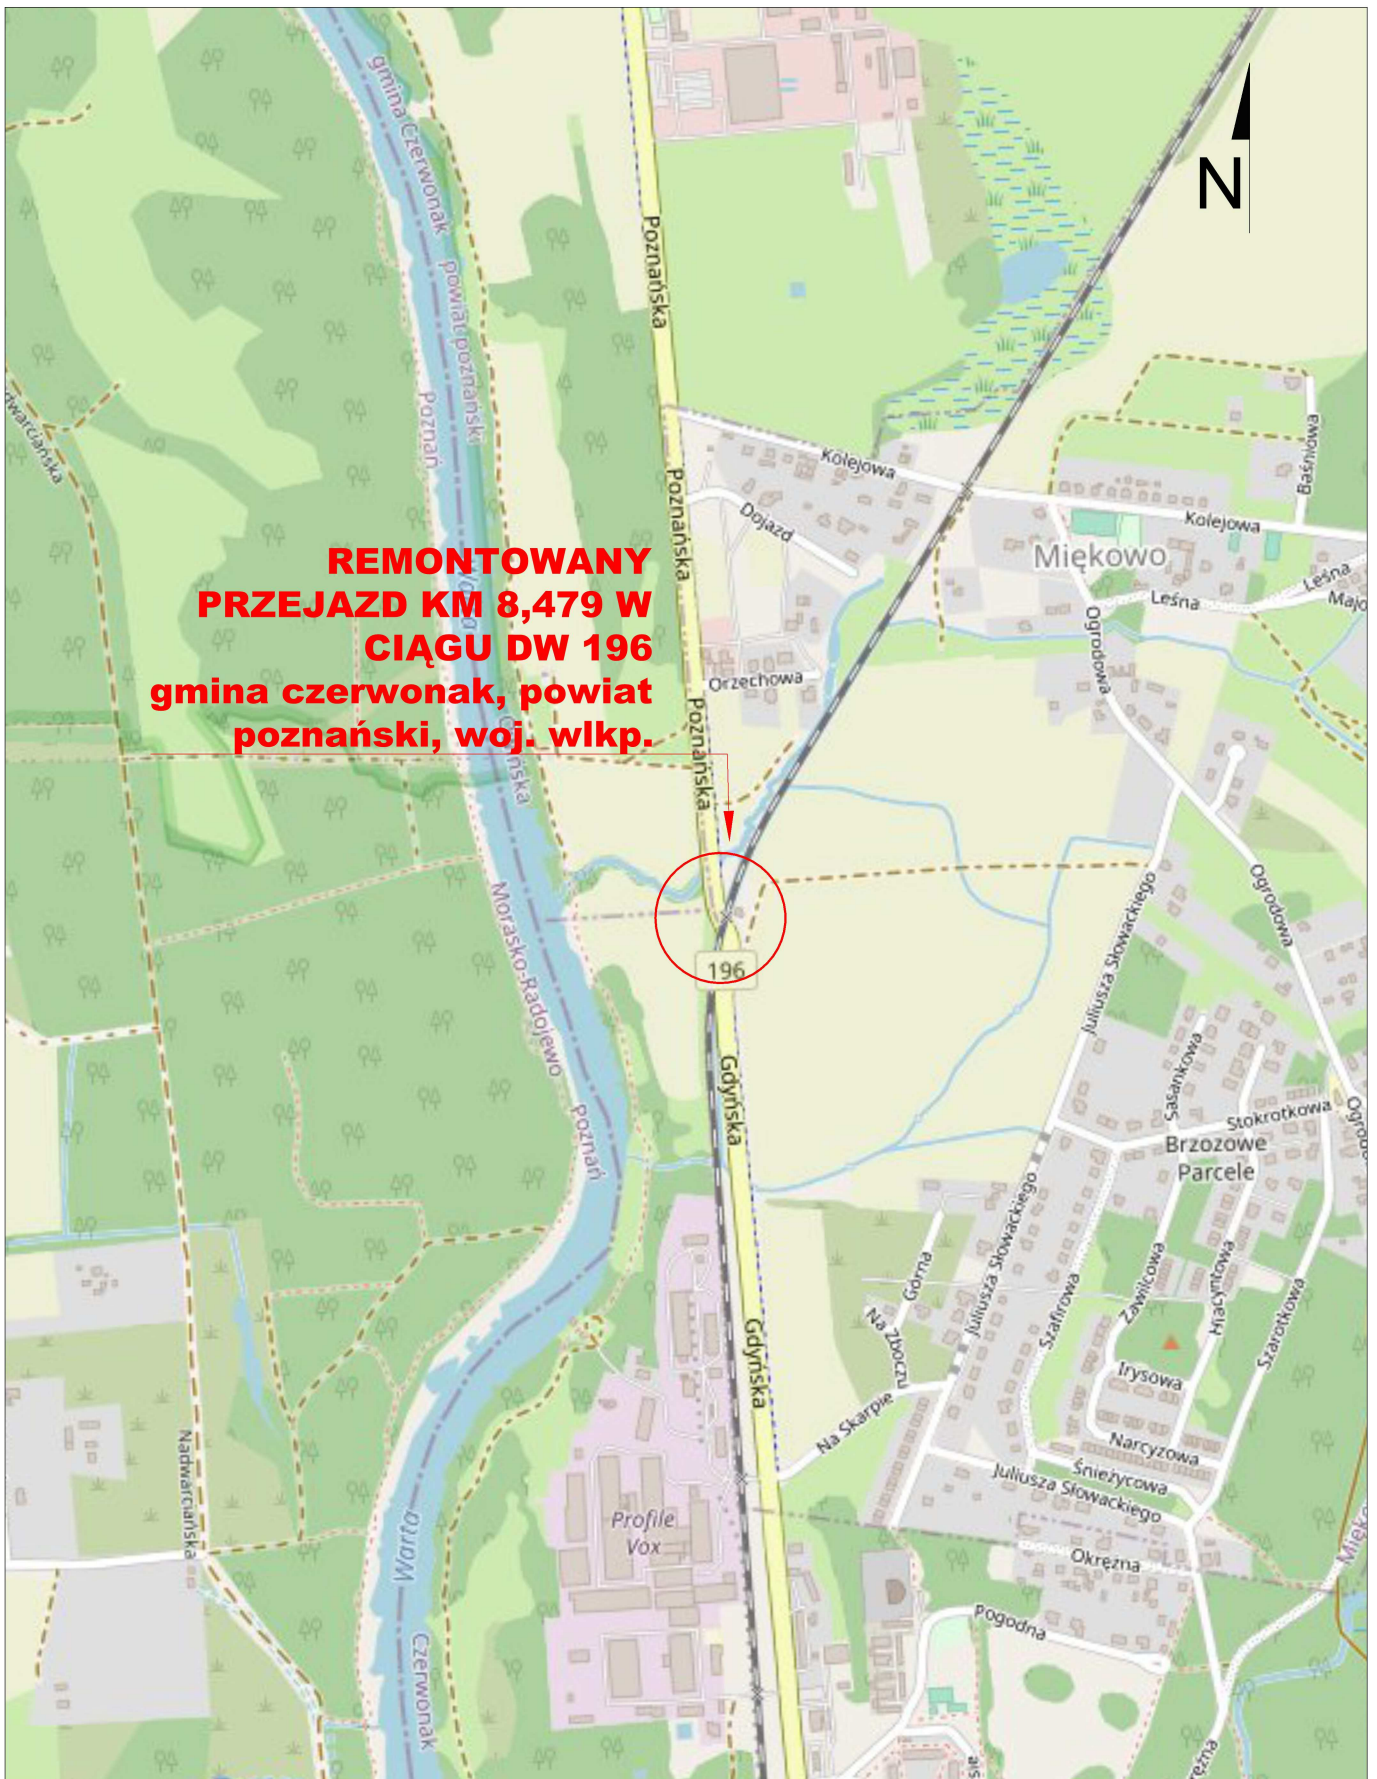 gmina Czerwonak
powiat poznański
Poznań
Poznańska
N
Kolejowa
Baśniowa
Poznańska
Dojazd
Kolejowa
Miękowo
Leśna
Leśna
Ogrodowa
REMONTOWANY
PRZEJAZD KM 8,479 W
CIĄGU DW 196
gmina czerwonak, powiat
poznański, woj. wlkp.
Orzechowa
Poznańska
Ogrodowa
Morasko-Radojewo
Juliusza Słowackiego
196
Poznań
Gdyńska
Sasankowa
Stokrotkowa
Brzozowe
Parcele
Juliusza Słowackiego
Górna
Na Zboczu
Szafirowa
Zawilcowa
Hiacyntowa
Szarotkowa
Gdyńska
Irysowa
Na Skarpie
Narcyzowa
Śnieżycowa
Juliusza Słowackiego
Nadwarciańska
Profile
Vox
Warta
Okrężna
Pogodna
Czerwonak